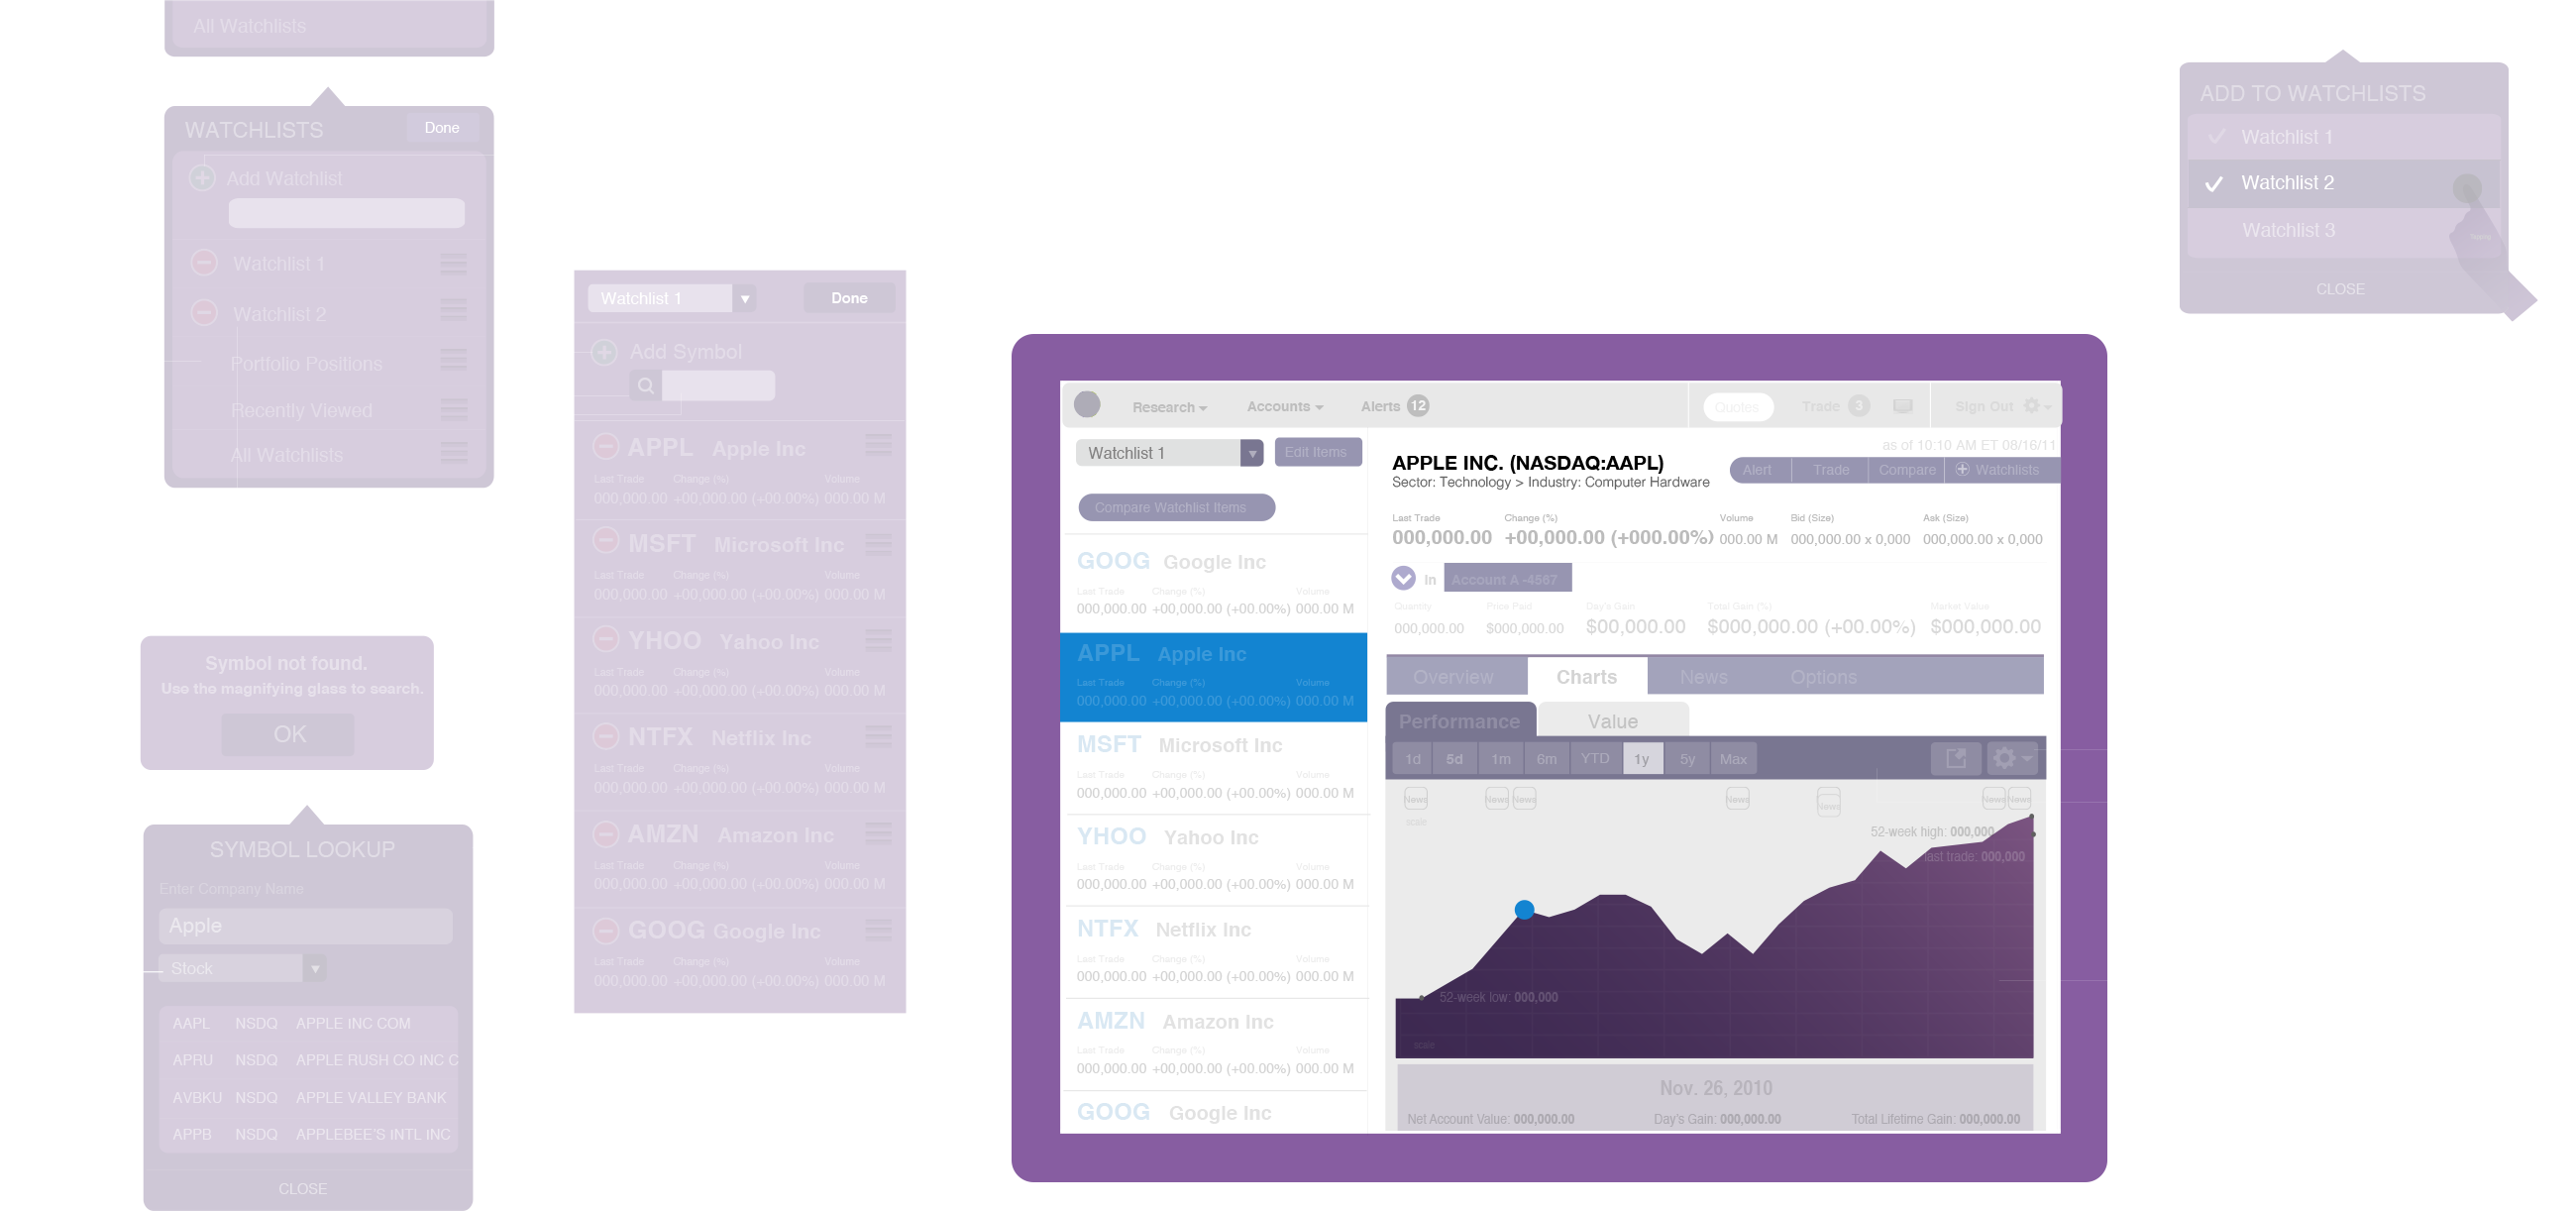 All Watchlists
WATCHLISTS
Done
Add Watchlist
Watchlist 1
Watchlist 2
Portfolio Positions
Recently Viewed
All Watchlists
Symbol not found.
Use the magnifying glass to search.
OK
SYMBOL LOOKUP
Enter Company Name
Apple
Stock
AAPL NSDQ APPLE INC COM
APRU NSDQ APPLE RUSH CO INC C
AVBKU NSDQ APPLE VALLEY BANK
APPB NSDQ APPLEBEE'S INTL INC
CLOSE
Watchlist 1
Done
Add Symbol
APPL Apple Inc
Last Trade Change (%) Volume
000,000.00 +00,000.00 (+00.00%) 000.00 M
MSFT Microsoft Inc
Last Trade Change (%) Volume
000,000.00 +00,000.00 (+00.00%) 000.00 M
YHOO Yahoo Inc
Last Trade Change (%) Volume
000,000.00 +00,000.00 (+00.00%) 000.00 M
NTFX Netflix Inc
Last Trade Change (%) Volume
000,000.00 +00,000.00 (+00.00%) 000.00 M
AMZN Amazon Inc
Last Trade Change (%) Volume
000,000.00 +00,000.00 (+00.00%) 000.00 M
GOOG Google Inc
Last Trade Change (%) Volume
000,000.00 +00,000.00 (+00.00%) 000.00 M
Research Accounts Alerts 12 Quotes Trade 3 Sign Out
Watchlist 1 Edit Items
Compare Watchlist Items
GOOG Google Inc
Last Trade Change (%) Volume
000,000.00 +00,000.00 (+00.00%) 000.00 M
APPL Apple Inc
Last Trade Change (%) Volume
000,000.00 +00,000.00 (+00.00%) 000.00 M
MSFT Microsoft Inc
Last Trade Change (%) Volume
000,000.00 +00,000.00 (+00.00%) 000.00 M
YHOO Yahoo Inc
Last Trade Change (%) Volume
000,000.00 +00,000.00 (+00.00%) 000.00 M
NTFX Netflix Inc
Last Trade Change (%) Volume
000,000.00 +00,000.00 (+00.00%) 000.00 M
AMZN Amazon Inc
Last Trade Change (%) Volume
000,000.00 +00,000.00 (+00.00%) 000.00 M
GOOG Google Inc
as of 10:10 AM ET 08/16/11
APPLE INC. (NASDAQ:AAPL)
Sector: Technology > Industry: Computer Hardware
Alert Trade Compare Watchlists
Last Trade Change (%) Volume Bid (Size) Ask (Size)
000,000.00 +00,000.00 (+000.00%) 000.00 M 000,000.00 x 0,000 000,000.00 x 0,000
In Account A -4567
Quantity Price Paid Day's Gain Total Gain (%) Market Value
000,000.00 $000,000.00 $00,000.00 $000,000.00 (+00.00%) $000,000.00
Overview Charts News Options
Performance Value
1d 5d 1m 6m YTD 1y 5y Max
News News News News News News News
scale
52-week high: 000,000
last trade: 000,000
52-week low: 000,000
scale
Nov. 26, 2010
Net Account Value: 000,000.00 Day's Gain: 000,000.00 Total Lifetime Gain: 000,000.00
ADD TO WATCHLISTS
Watchlist 1
Watchlist 2
Watchlist 3
CLOSE